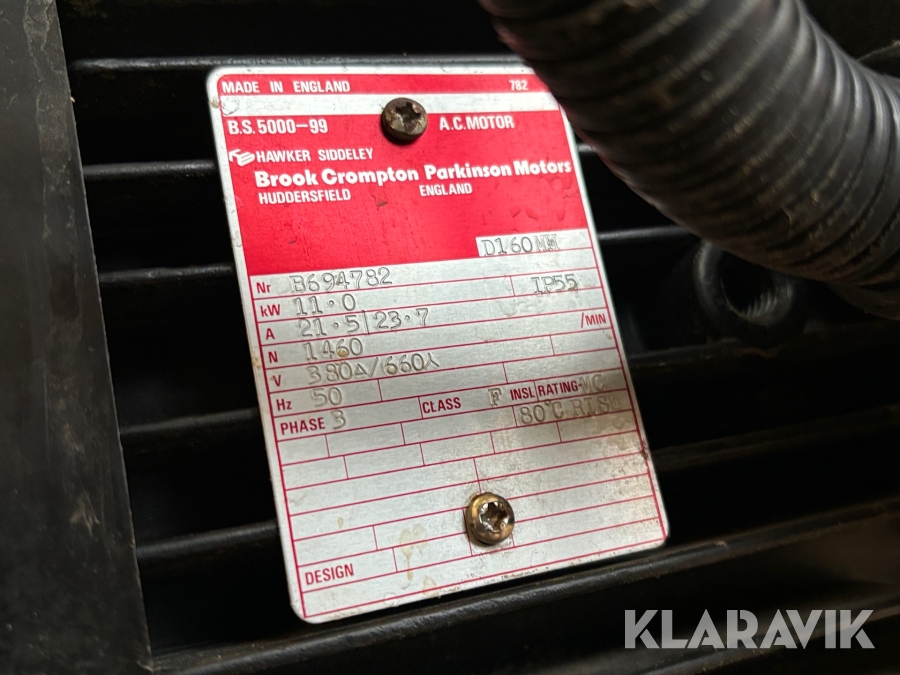 MADE IN ENGLAND 782
B.S. 5000-99 A.C. MOTOR
HAWKER SIDDELEY
Brook Crompton Parkinson Motors
HUDDERSFIELD ENGLAND
D160MM
Nr B694782
kW 11·0 IP55
A 21·5/23·7
N 1460 /MIN
V 380Δ/660⅄
Hz 50
PHASE 3 CLASS F INSL RATING-MC
80°C RISE
DESIGN
KLARAVIK